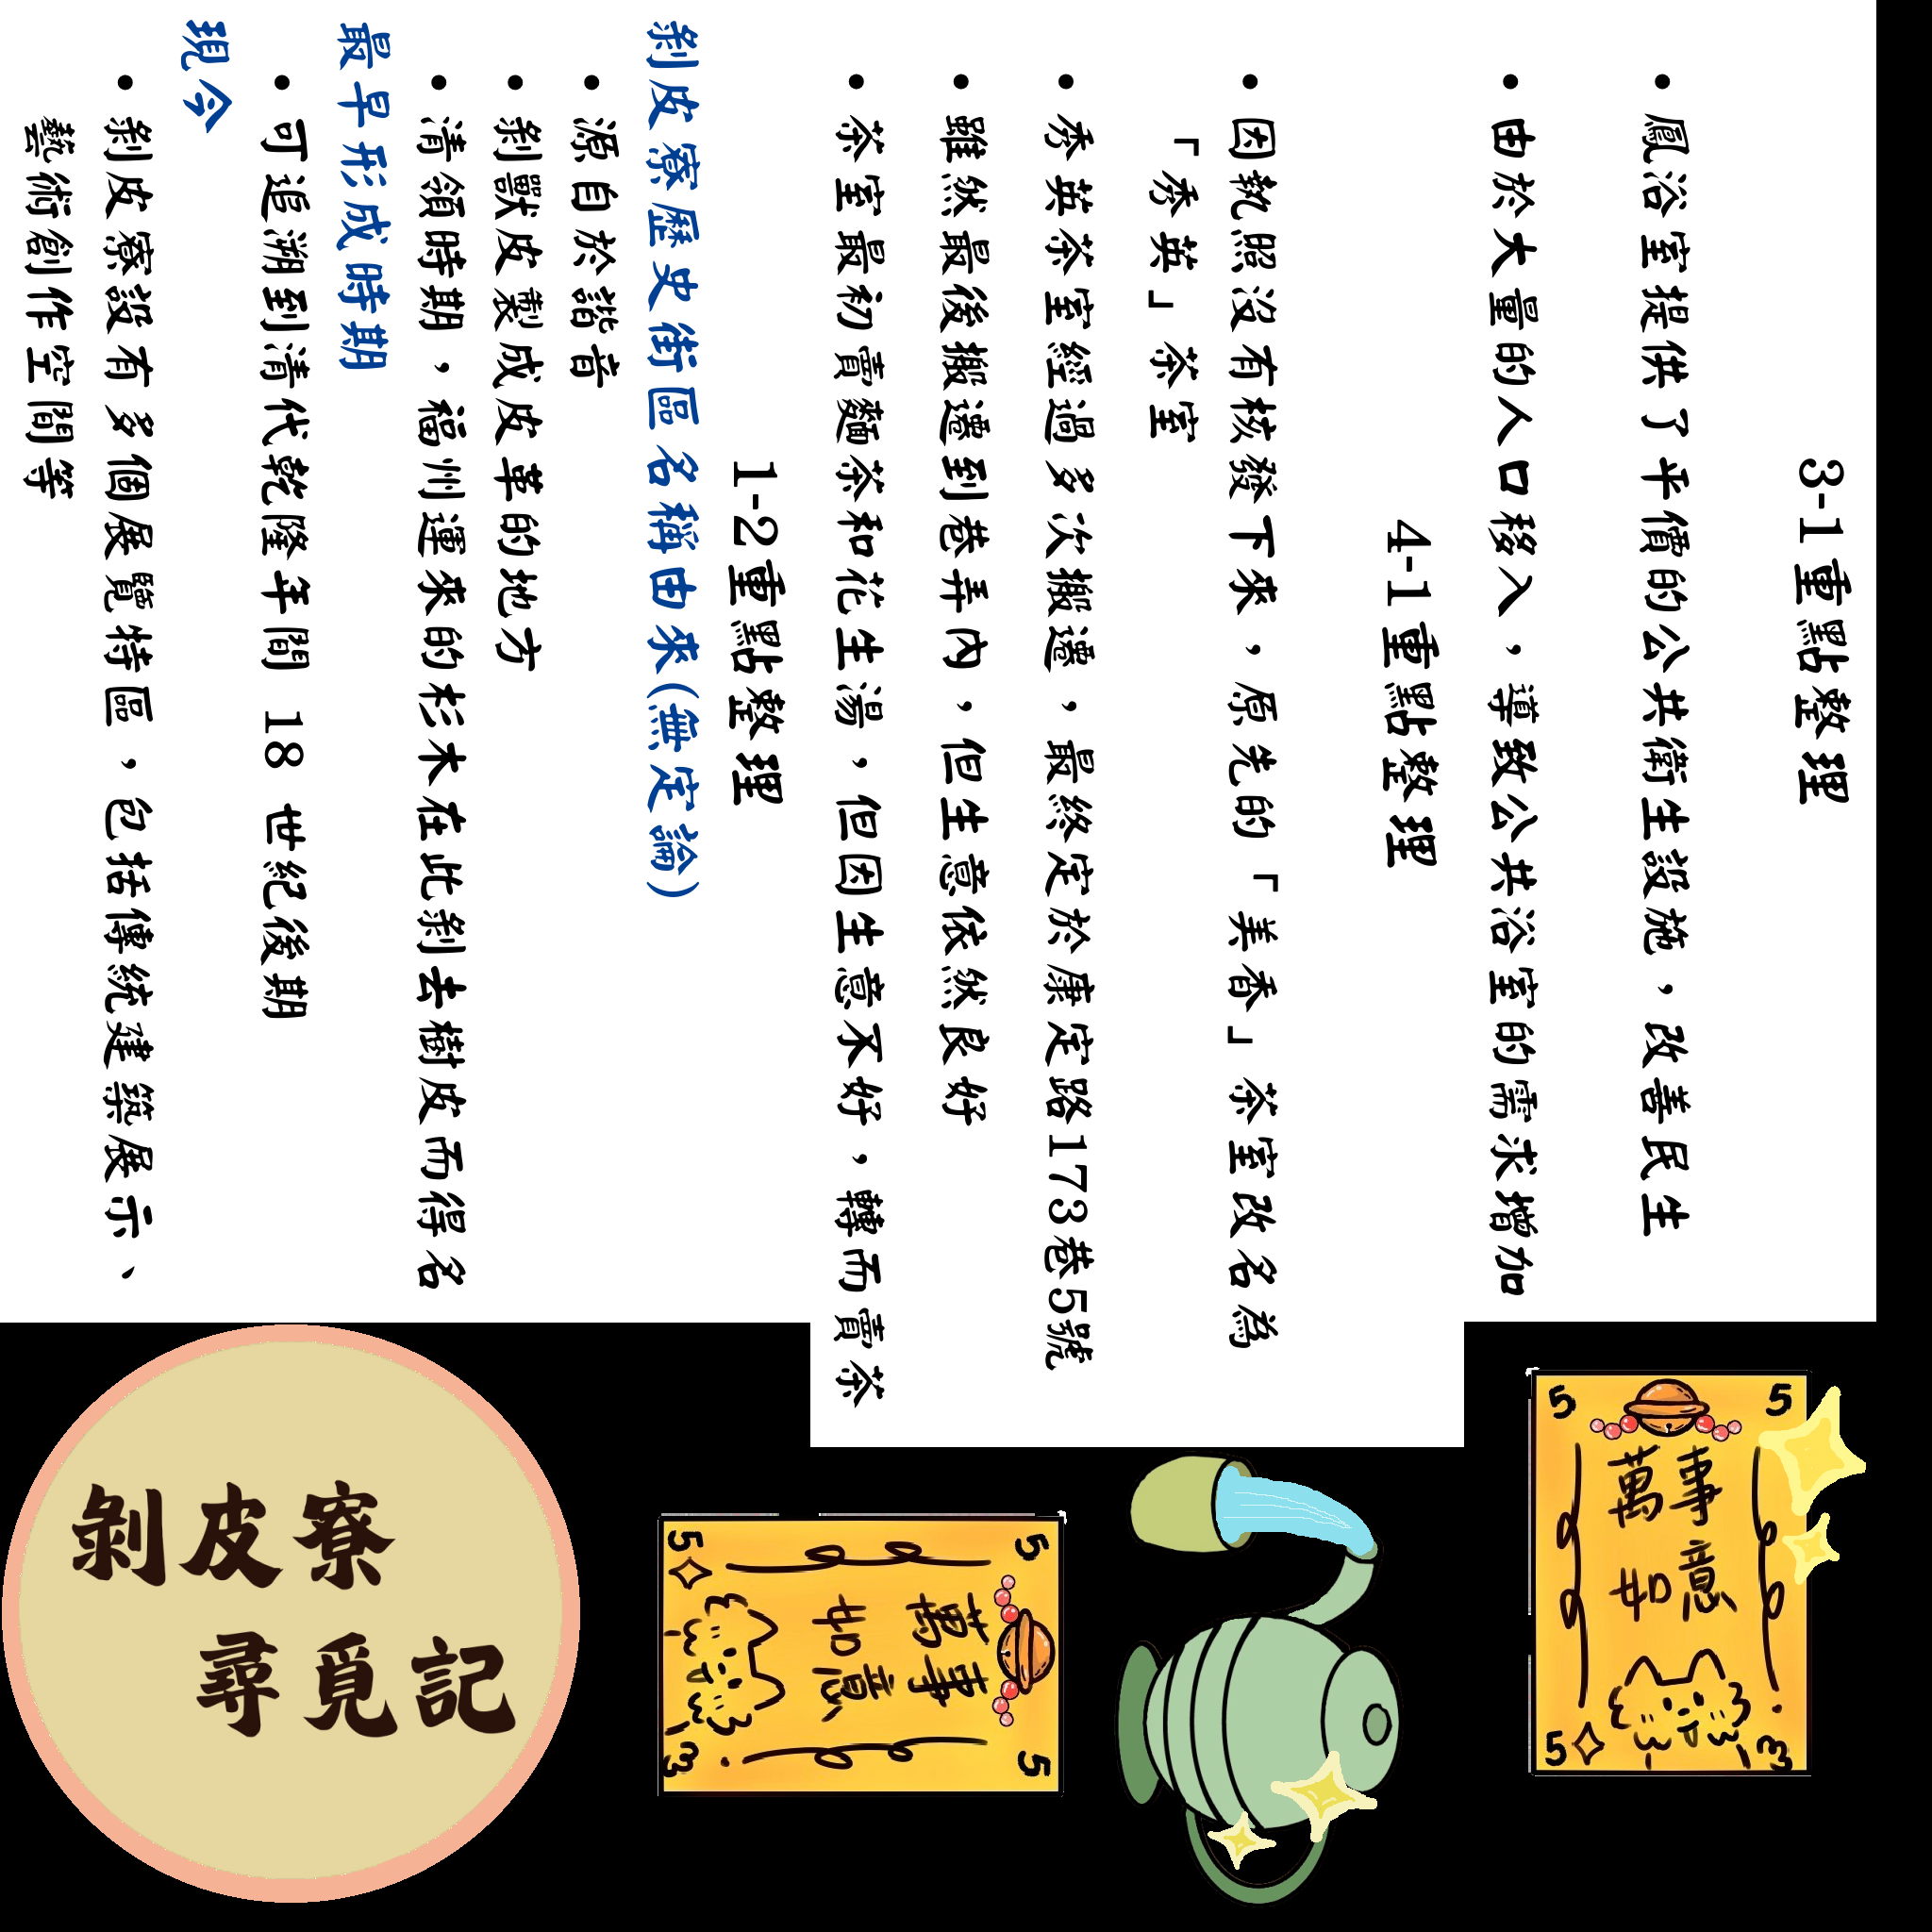 3-1重點整理
鳳浴室提供了平價的公共衛生設施，改善民生
由於大量的人口移入，導致公共浴室的需求增加
4-1重點整理
因執照沒有核發下來，原先的「美香」茶室改名為
「秀英」茶室
秀英茶室經過多次搬遷，最終定於康定路173巷5號
雖然最後搬遷到巷弄內，但生意依然良好
茶室最初賣麵茶和花生湯，但因生意不好，轉而賣茶
1-2重點整理
剝皮寮歷史街區名稱由來(無定論)
源自於諧音
剝獸皮製成皮革的地方
清領時期，福州運來的杉木在此剝去樹皮而得名
最早形成時期
可追溯到清代乾隆年間 18 世紀後期
現今
剝皮寮設有多個展覽特區，包括傳統建築展示、
藝術創作空間等
剝皮寮
尋覓記
5 5
萬事
如意
5
5 5
萬事
如意
5